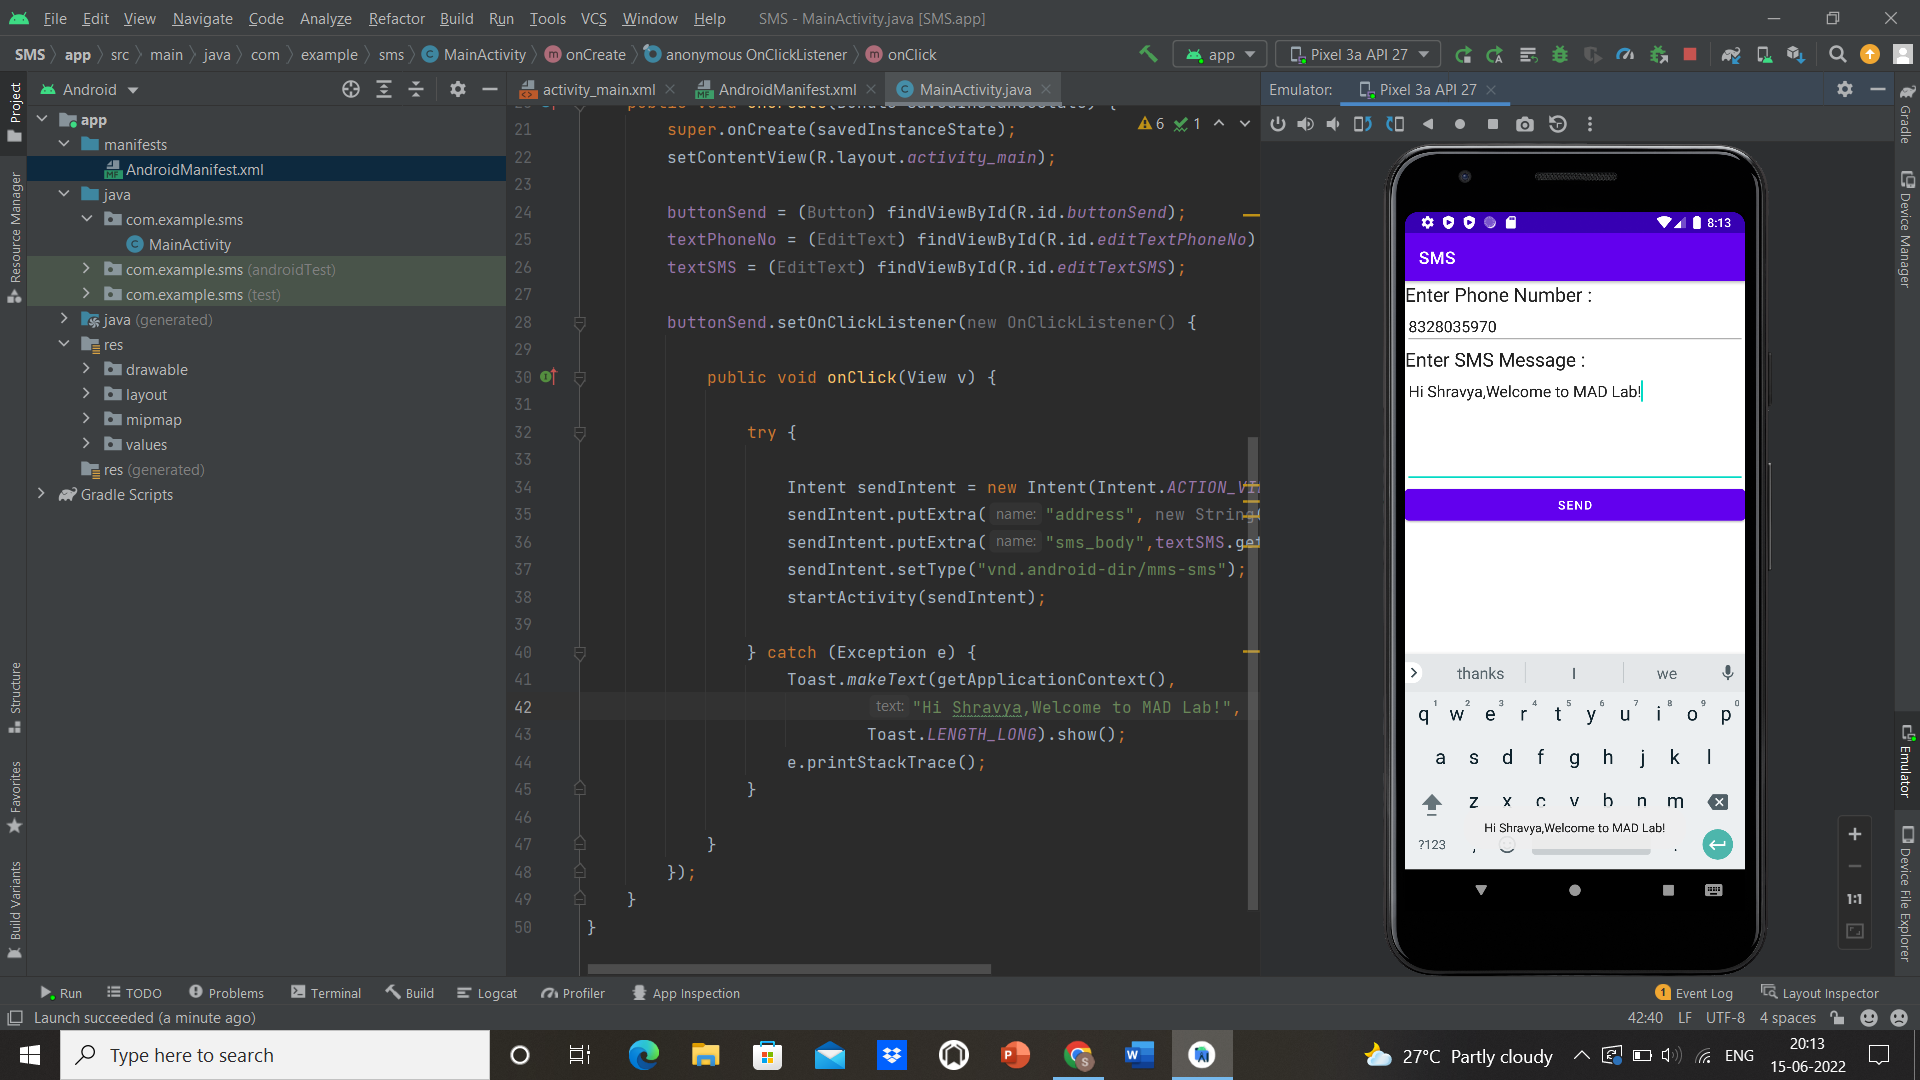 File Edit View Navigate Code Analyze Refactor Build Run Tools VCS Window Help SMS - MainActivity.java [SMS.app]
SMS app src main java com example sms MainActivity onCreate anonymous OnClickListener onClick app Pixel 3a API 27
Project
Resource Manager
Structure
Favorites
Build Variants
Android
app
manifests
AndroidManifest.xml
java
com.example.sms
MainActivity
com.example.sms (androidTest)
com.example.sms (test)
java (generated)
res
drawable
layout
mipmap
values
res (generated)
Gradle Scripts
activity_main.xml AndroidManifest.xml MainActivity.java
6 1
21 super.onCreate(savedInstanceState);
22 setContentView(R.layout.activity_main);
23
24 buttonSend = (Button) findViewById(R.id.buttonSend);
25 textPhoneNo = (EditText) findViewById(R.id.editTextPhoneNo)
26 textSMS = (EditText) findViewById(R.id.editTextSMS);
27
28 buttonSend.setOnClickListener(new OnClickListener() {
29
30 public void onClick(View v) {
31
32 try {
33
34 Intent sendIntent = new Intent(Intent.ACTION_VI
35 sendIntent.putExtra( name: "address", new String(
36 sendIntent.putExtra( name: "sms_body",textSMS.get
37 sendIntent.setType("vnd.android-dir/mms-sms");
38 startActivity(sendIntent);
39
40 } catch (Exception e) {
41 Toast.makeText(getApplicationContext(),
42 text: "Hi Shravya,Welcome to MAD Lab!",
43 Toast.LENGTH_LONG).show();
44 e.printStackTrace();
45 }
46
47 }
48 });
49 }
50 }
Emulator: Pixel 3a API 27
8:13
SMS
Enter Phone Number :
8328035970
Enter SMS Message :
Hi Shravya,Welcome to MAD Lab!
SEND
thanks I we
q1 w2 e3 r4 t5 y6 u7 i8 o9 p0
a s d f g h j k l
z x c v b n m
Hi Shravya,Welcome to MAD Lab!
?123 , .
1:1
Gradle
Device Manager
Emulator
Device File Explorer
Run TODO Problems Terminal Build Logcat Profiler App Inspection 1 Event Log Layout Inspector
Launch succeeded (a minute ago) 42:40 LF UTF-8 4 spaces
Type here to search 27°C Partly cloudy ENG 20:13
15-06-2022